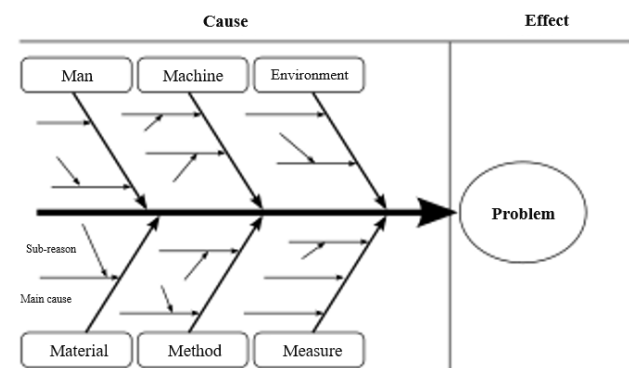 Cause
Effect
Man
Machine
Environment
Problem
Sub-reason
Main cause
Material
Method
Measure